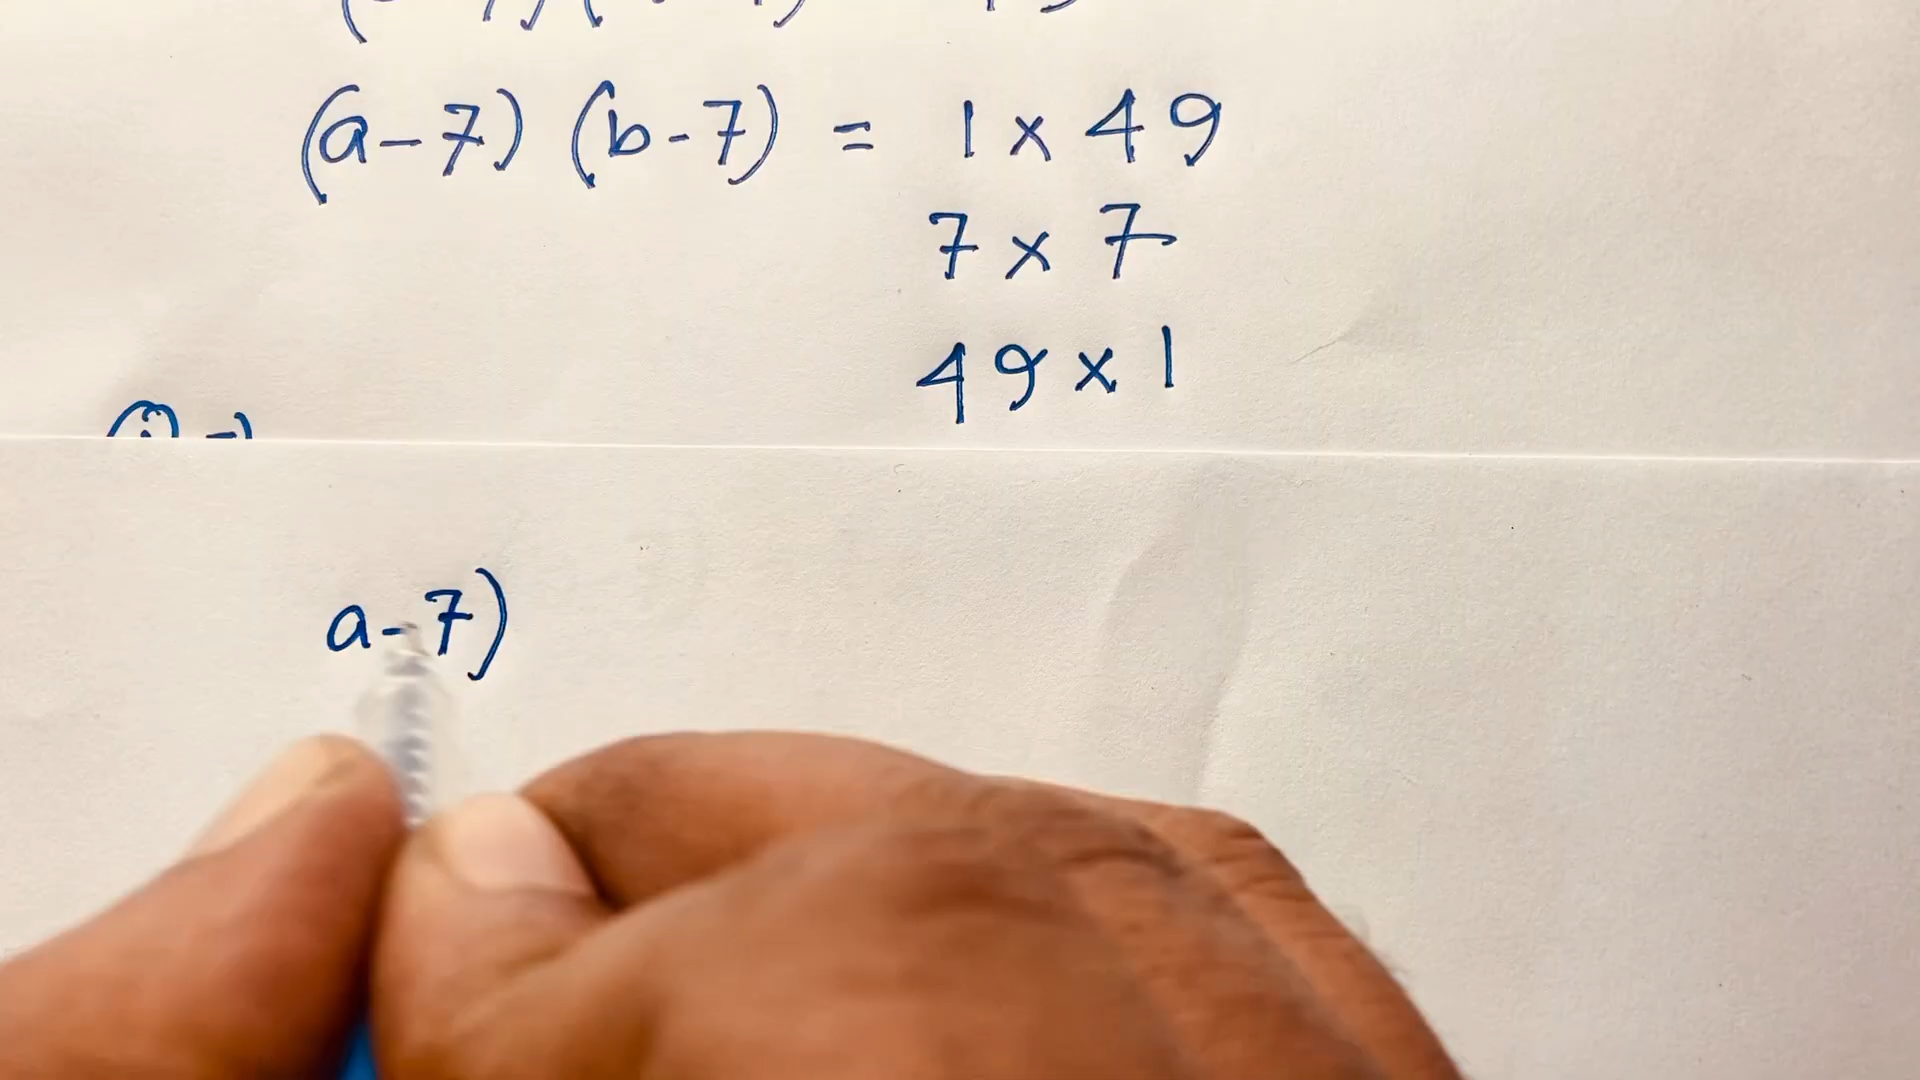 (a-7) (b-7) = 1 x 49
7 x 7
49 x 1
a-7)